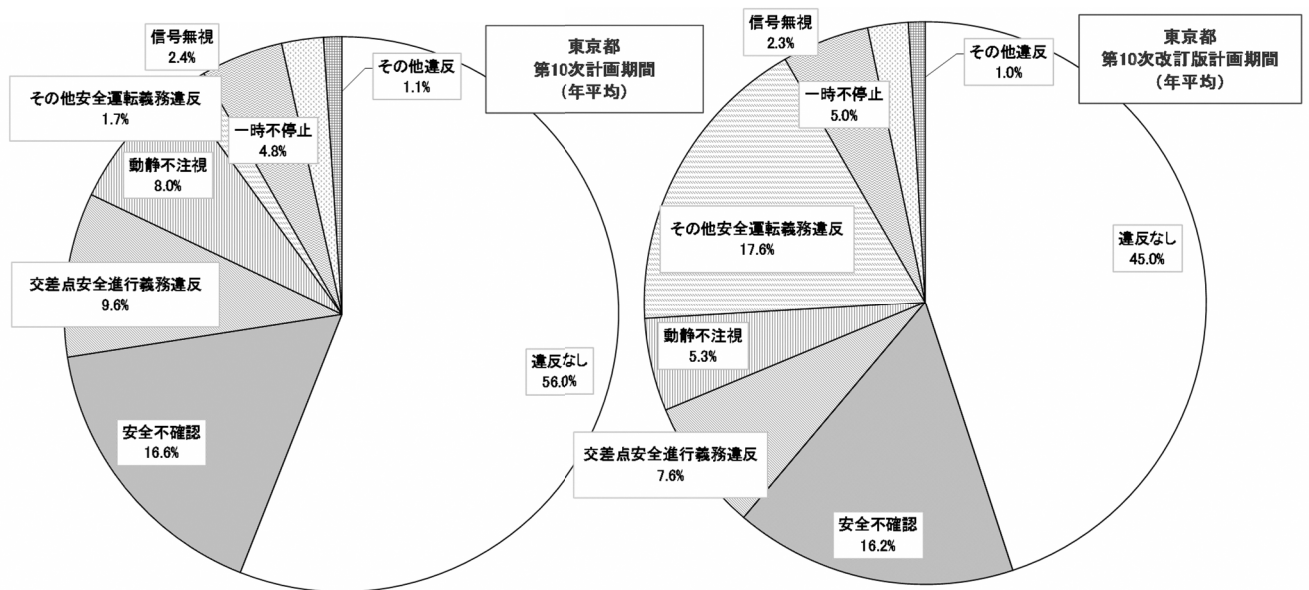 東京都
第10次計画期間
(年平均)
信号無視
2.4%
その他違反
1.1%
その他安全運転義務違反
1.7%
一時不停止
4.8%
動静不注視
8.0%
交差点安全進行義務違反
9.6%
違反なし
56.0%
安全不確認
16.6%
東京都
第10次改訂版計画期間
(年平均)
信号無視
2.3%
その他違反
1.0%
一時不停止
5.0%
その他安全運転義務違反
17.6%
違反なし
45.0%
動静不注視
5.3%
交差点安全進行義務違反
7.6%
安全不確認
16.2%